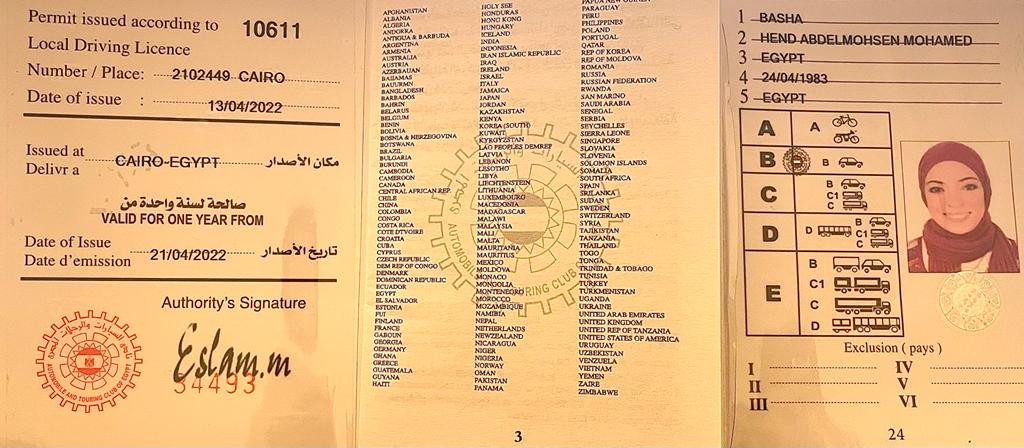 Permit issued according to
10611
Local Driving Licence
Number / Place: 2102449 CAIRO
Date of issue : 13/04/2022
Issued at
Delivr a CAIRO-EGYPT مكان الأصدار
صالحة لسنة واحدة من
VALID FOR ONE YEAR FROM
Date of Issue
Date d'emission 21/04/2022 تاريخ الأصدار
Authority's Signature
AUTOMOBILE AND TOURING CLUB OF EGYPT
Eslam.m
34493
AFGHANISTAN
ALBANIA
ALGERIA
ANDORRA
ANTIGUA & BARBUDA
ARGENTINA
ARMENIA
AUSTRALIA
AUSTRIA
AZERBAUAN
BAHAMAS
BAUURMN
BANGLADESH
BARBADOS
BAHRIN
BELARUS
BELGIUM
BENIN
BOLIVIA
BOSNIA & HERZEGOVINA
BOTSWANA
BRAZIL
BULGARIA
BURUNDI
CAMBODIA
CAMEROON
CANADA
CENTRAL AFRICAN REP.
CHILE
CHINA
COLOMBIA
CONGO
COSTA RICA
COTE DTVOIRE
CROATIA
CUBA
CYPRUS
CZECH REPUBLIC
DEM REP OF CONGO
DENMARK
DOMINICAN REPUBLIC
ECUADOR
EGYPT
EL SAVADOR
ESTONIA
FUI
FINLAND
FRANCE
GABOUN
GEORGIA
GERMANY
GHANA
GREECE
GUATEMALA
GUYANA
HAITI
HOLY SEE
HONDURAS
HONG KONG
HUNGARY
ICELAND
INDIA
INDONESIA
IRAN ISLAMIC REPUBLIC
IRAQ
IRELAND
ISRAEL
ITALY
JAMAICA
JAPAN
JORDAN
KAZAKHSTAN
KENYA
KOREA (SOUTH)
KUWAIT
KYRGYZSTAN
LAO PEOPLES DEMREP
LATVIA
LEBANON
LESOTHO
LIBYA
LIECHTENSTEIN
LITHUANIA
LUXEMBOURO
MACEDONIA
MADAGASCAR
MALAWI
MALAYSIA
MALI
MALTA
MAURITANIA
MAURITIUS
MEXICO
MOLDOVA
MONACO
MONGOLIA
MONTENEGRO
MOROCCO
MOZAMBIQUE
NAMIBIA
NEPAL
NETHERLANDS
NEWZEALAND
NICARAGUA
NIGER
NIGERIA
NORWAY
OMAN
PAKISTAN
PANAMA
PAPUA NEW GUINEA
PARAGUAY
PERU
PHILIPPINES
POLAND
PORTUGAL
QATAR
REP OF KOREA
REP OF MOLDOVA
ROMANIA
RUSSIA
RUSSIAN FEDERATION
RWANDA
SAN MARINO
SAUDI ARABIA
SENEGAL
SERBIA
SEYCHELLES
SIERRA LEONE
SINGAPORE
SLOVAKIA
SLOVENIA
SOLOMON ISLANDS
SOMALIA
SOUTH AFRICA
SPAIN
SRILANKA
SUDAN
SWEDEN
SWITZERLAND
SYRIA
TAJIKISTAN
TANZANIA
THAILAND
TOGO
TONGA
TRINIDAD & TOBAGO
TUNISIA
TURKEY
TURKMENISTAN
UGANDA
UKRAINE
UNITED ARAB EMIRATES
UNITED KINGDOM
UNITED REP OF TANZANIA
UNITED STATES OF AMERICA
URUGUAY
UZBEKISTAN
VENZUELA
VIETNAM
YEMEN
ZAIRE
ZIMBABWE
3
1 BASHA
2 HEND ABDELMOHSEN MOHAMED
3 EGYPT
4 24/04/1983
5 EGYPT
A A
B B
C B
C1
C
D D B
C1
C
E B
C1
C
D
Exclusion ( pays )
I IV
II V
III VI
24